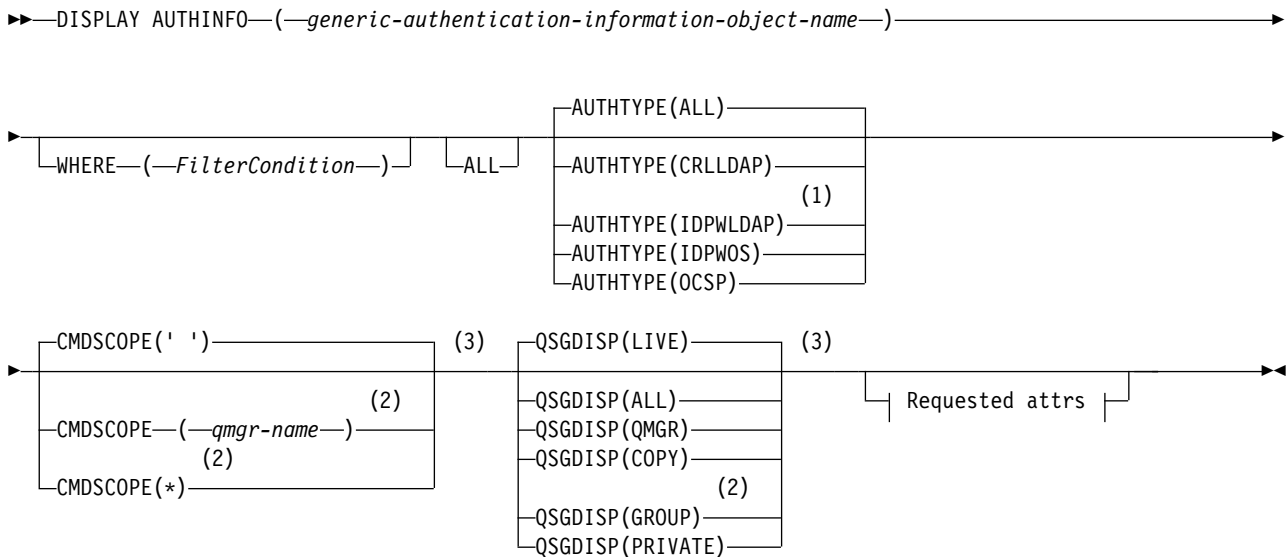 DISPLAY AUTHINFO ( generic-authentication-information-object-name )
AUTHTYPE(ALL)
WHERE ( FilterCondition ) ALL AUTHTYPE(CRLLDAP)
(1)
AUTHTYPE(IDPWLDAP)
AUTHTYPE(IDPWOS)
AUTHTYPE(OCSP)
CMDSCOPE(' ') (3) QSGDISP(LIVE) (3)
(2) QSGDISP(ALL) Requested attrs
CMDSCOPE ( qmgr-name ) QSGDISP(QMGR)
(2) QSGDISP(COPY)
CMDSCOPE(*) (2)
QSGDISP(GROUP)
QSGDISP(PRIVATE)